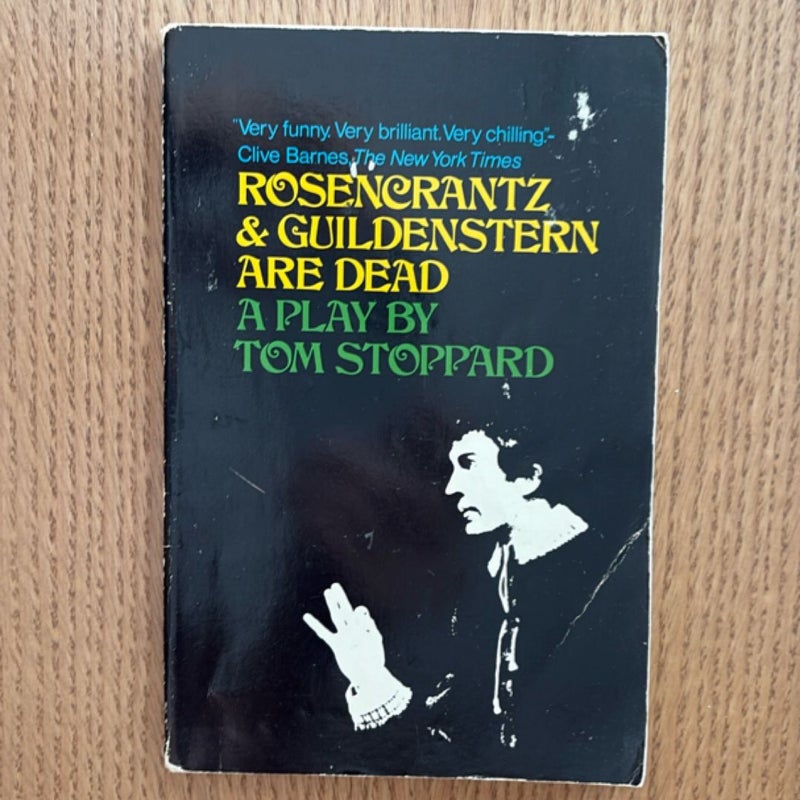 "Very funny. Very brilliant. Very chilling."-
Clive Barnes, The New York Times
ROSENCRANTZ
& GUILDENSTERN
ARE DEAD
A PLAY BY
TOM STOPPARD